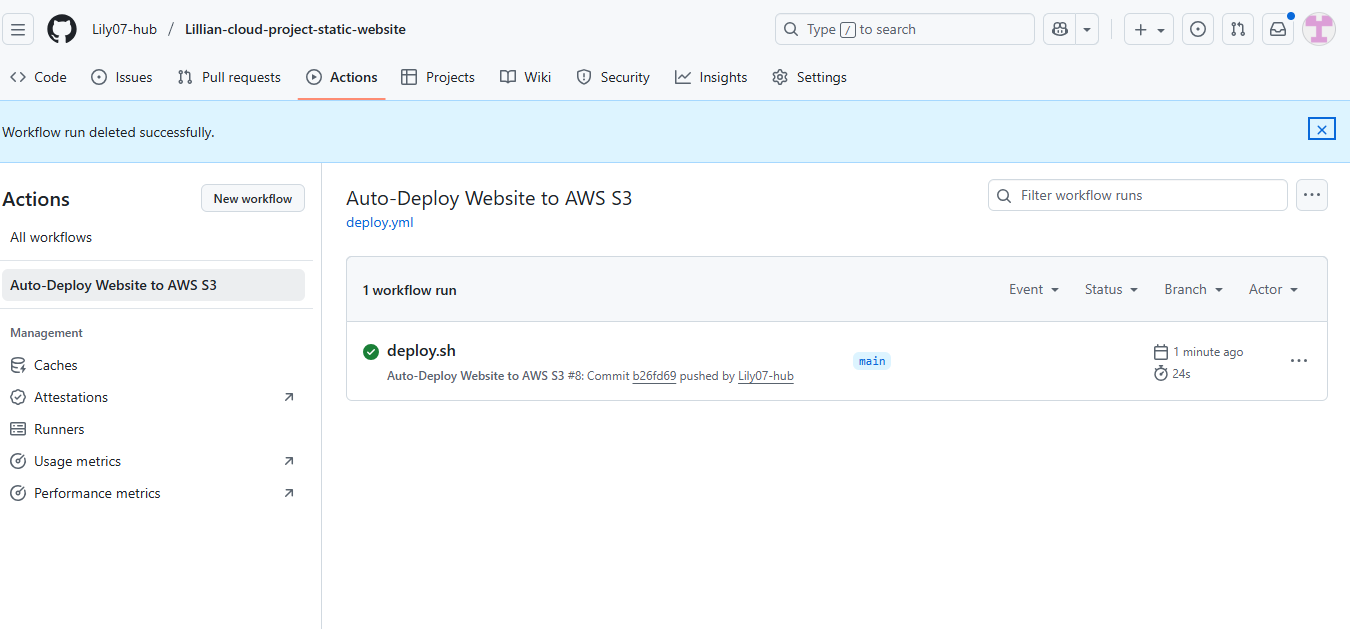 Lily07-hub / Lillian-cloud-project-static-website
Type / to search
Code
Issues
Pull requests
Actions
Projects
Wiki
Security
Insights
Settings
Workflow run deleted successfully.
Actions
New workflow
All workflows
Auto-Deploy Website to AWS S3
Management
Caches
Attestations
Runners
Usage metrics
Performance metrics
Auto-Deploy Website to AWS S3
deploy.yml
Filter workflow runs
1 workflow run
Event
Status
Branch
Actor
deploy.sh
Auto-Deploy Website to AWS S3 #8: Commit b26fd69 pushed by Lily07-hub
main
1 minute ago
24s